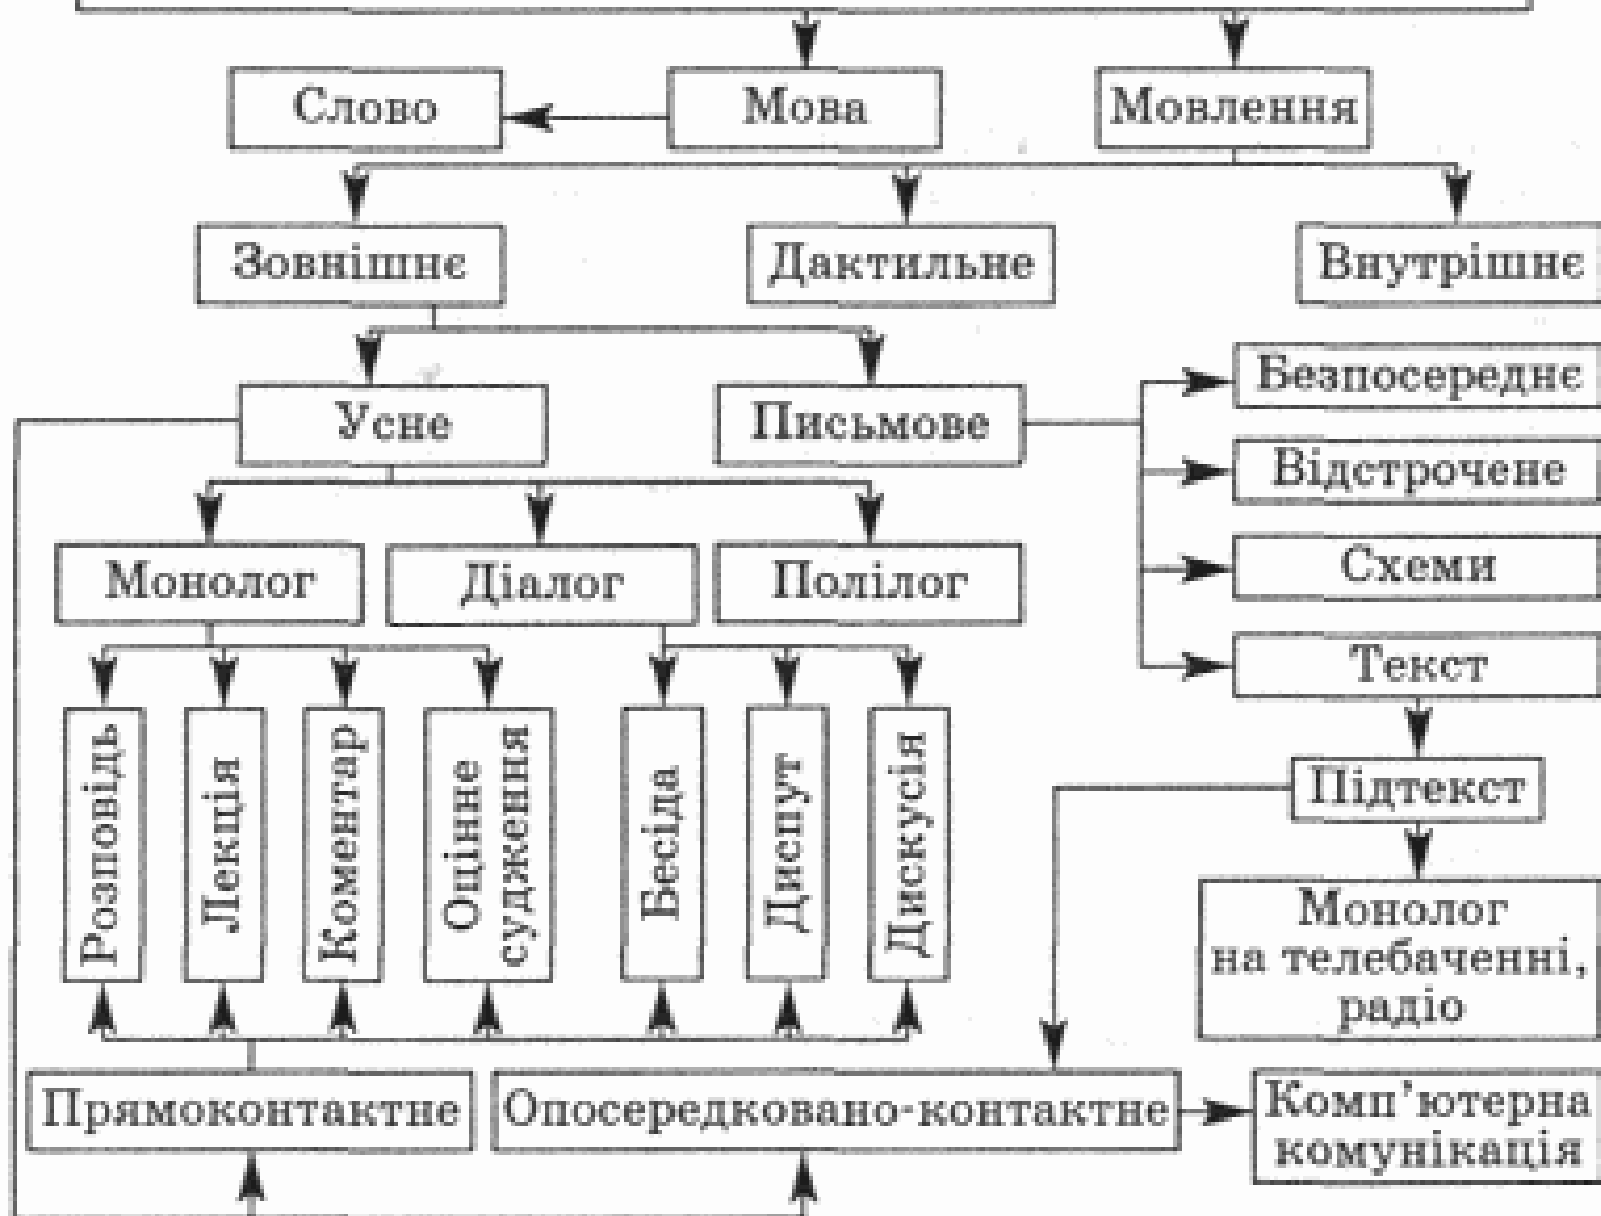 Слово
Мова
Мовлення
Зовнішнє
Дактильне
Внутрішнє
Усне
Письмове
Безпосереднє
Відстрочене
Схеми
Текст
Монолог
Діалог
Полілог
Розповідь
Лекція
Коментар
Оцінне
судження
Бесіда
Диспут
Дискусія
Підтекст
Монолог
на телебаченні,
радіо
Прямоконтактне
Опосередковано-контактне
Комп’ютерна
комунікація